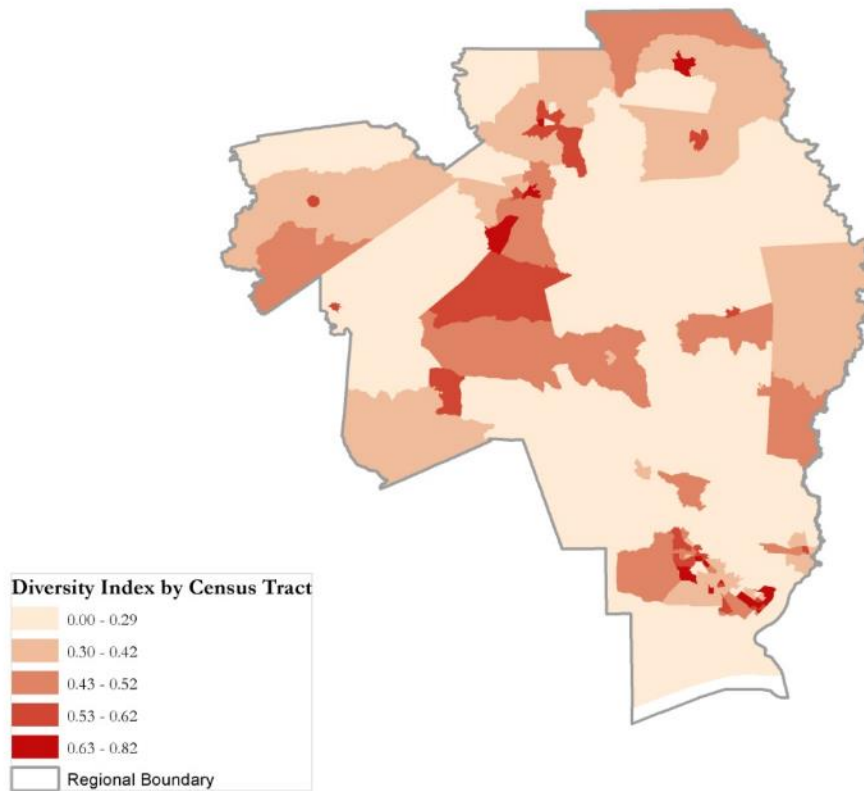 Diversity Index by Census Tract
0.00 - 0.29
0.30 - 0.42
0.43 - 0.52
0.53 - 0.62
0.63 - 0.82
Regional Boundary